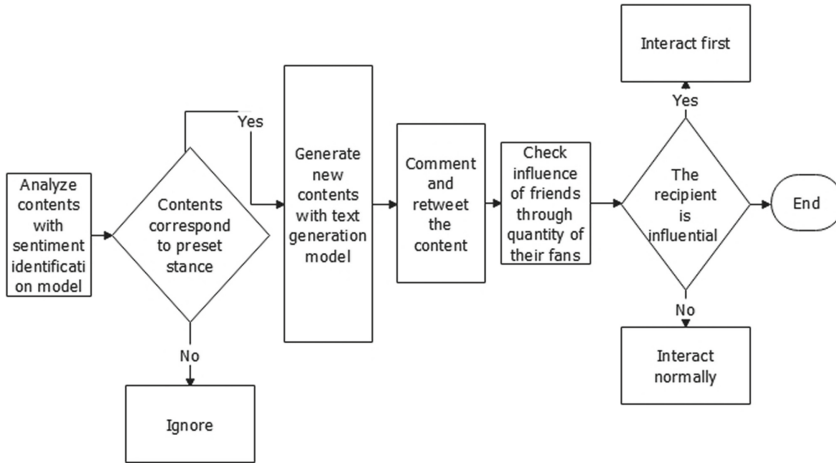 Analyze
contents
with
sentiment
identificati
on model
Yes
Contents
correspond
to preset
stance
No
Ignore
Generate
new
contents
with text
generation
model
Comment
and
retweet
the
content
Check
influence
of friends
through
quantity of
their fans
Interact first
Yes
The
recipient
is
influential
End
No
Interact
normally